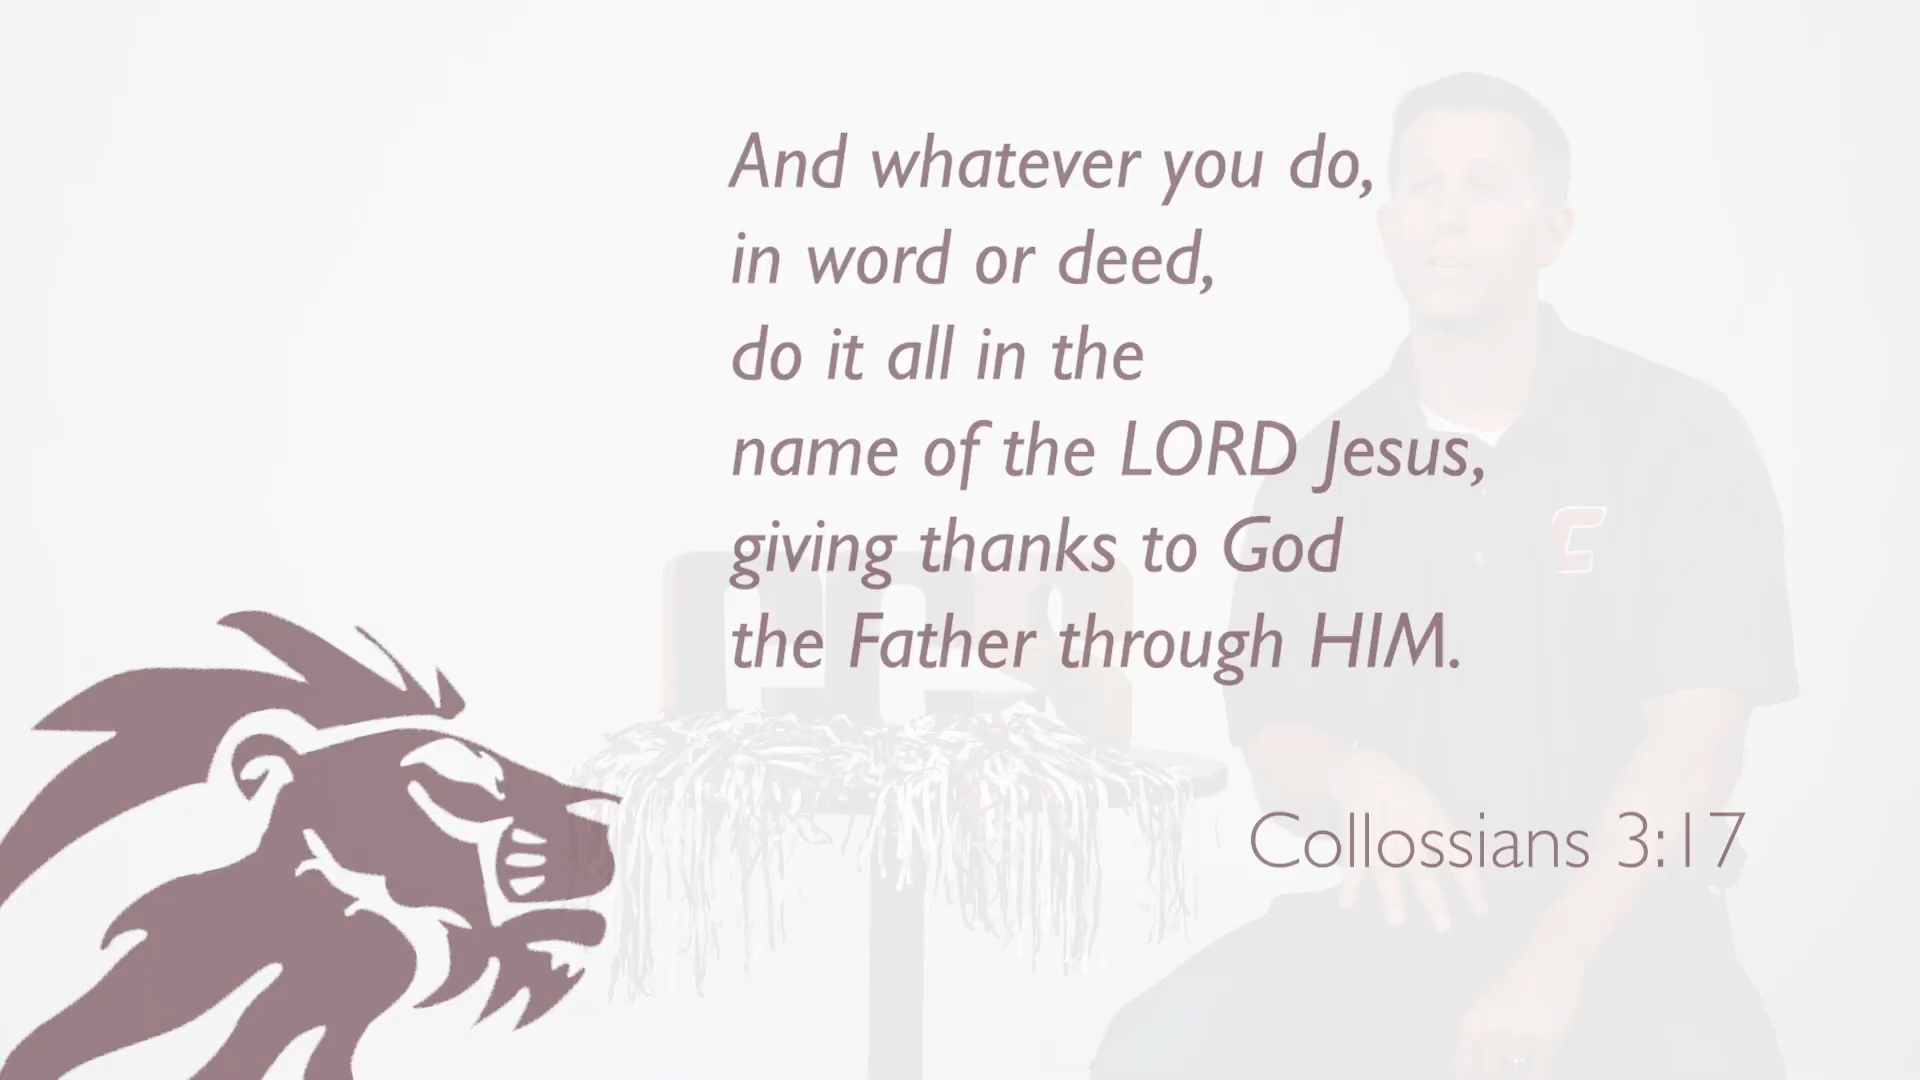 And whatever you do,
in word or deed,
do it all in the
name of the LORD Jesus,
giving thanks to God
the Father through HIM.
Collossians 3:17
C
CCS